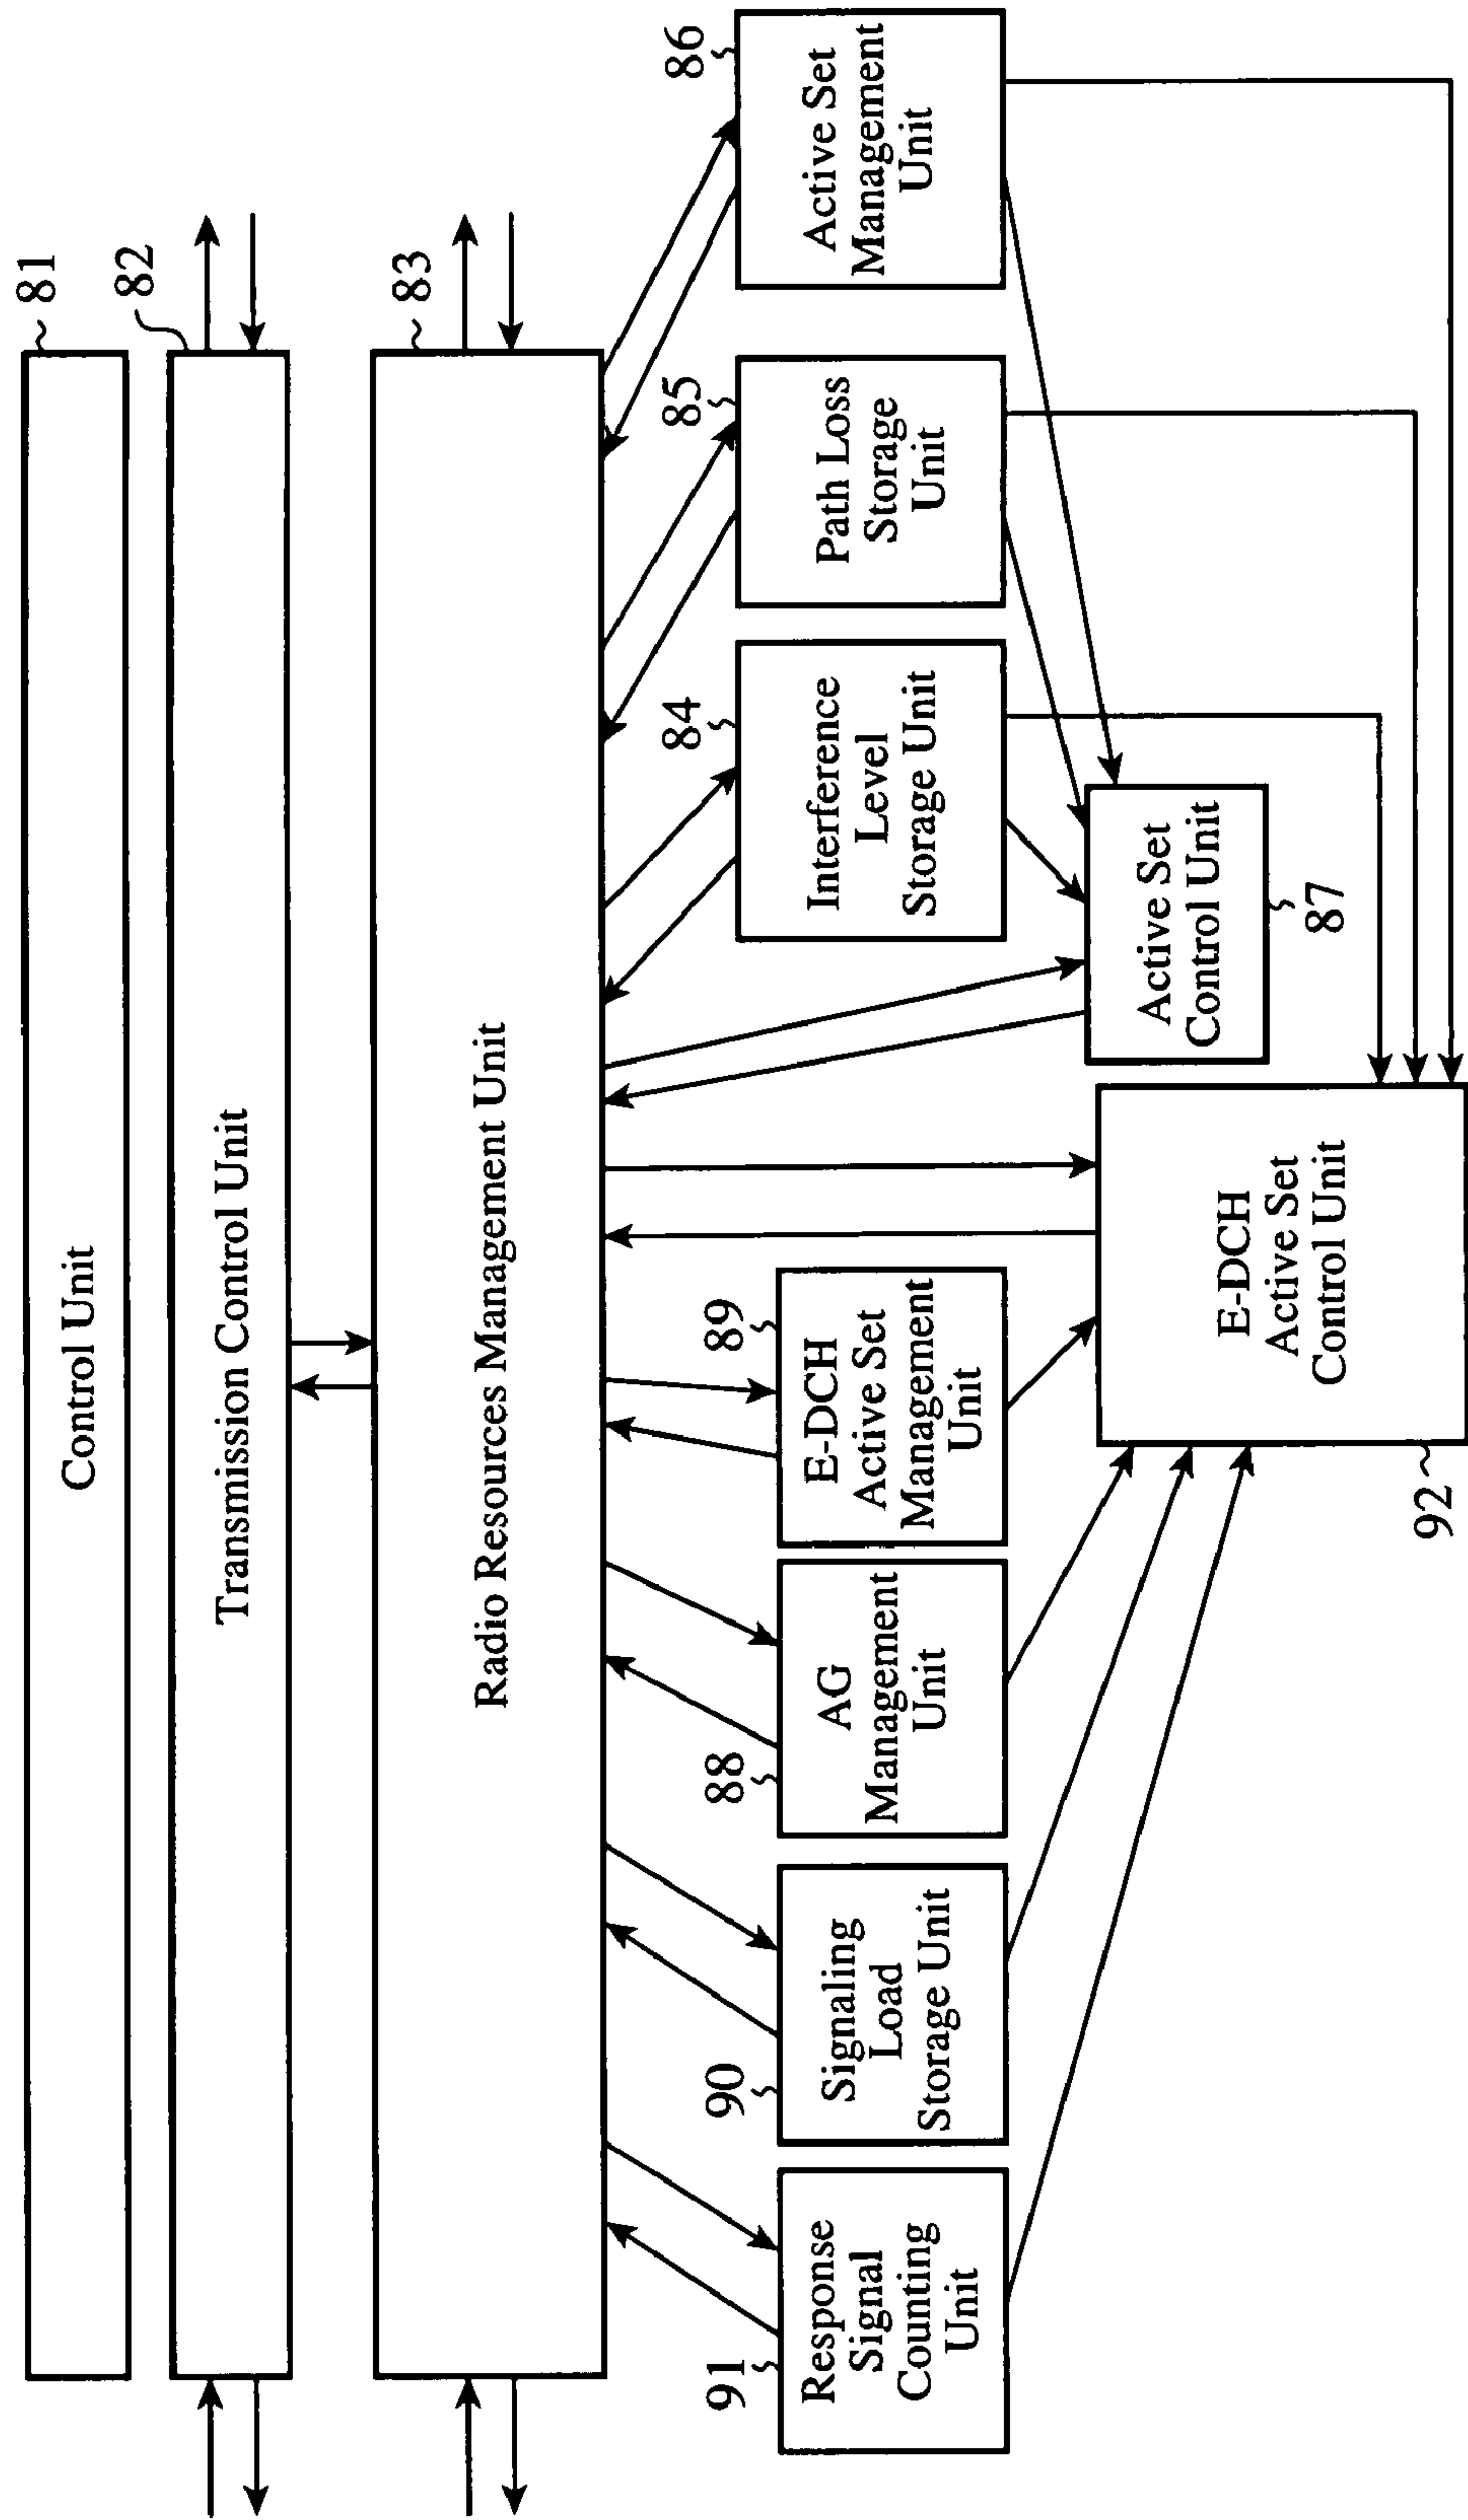 Control Unit
81
Transmission Control Unit
82
Radio Resources Management Unit
83
91
Response
Signal
Counting
Unit
90
Signaling
Load
Storage Unit
88
AG
Management
Unit
89
E-DCH
Active Set
Management
Unit
84
Interference
Level
Storage Unit
85
Path Loss
Storage
Unit
86
Active Set
Management
Unit
Active Set
Control Unit
87
E-DCH
Active Set
Control Unit
92